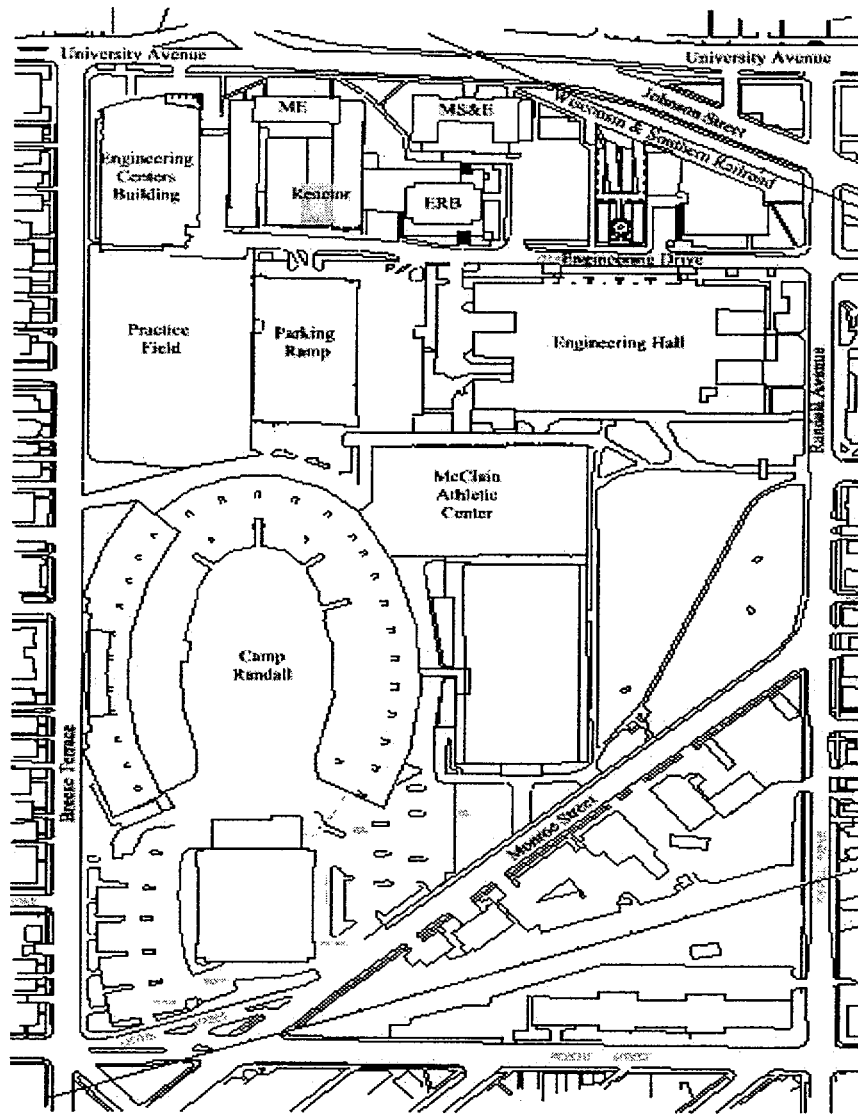 University Avenue
University Avenue
ME
MS&E
Johnson Street
Wisconsin & Southern Railroad
Engineering
Centers
Building
Reactor
ERB
Engineering Drive
Practice
Field
Parking
Ramp
Engineering Hall
Randall Avenue
McClain
Athletic
Center
Camp
Randall
Breese Terrace
Monroe Street